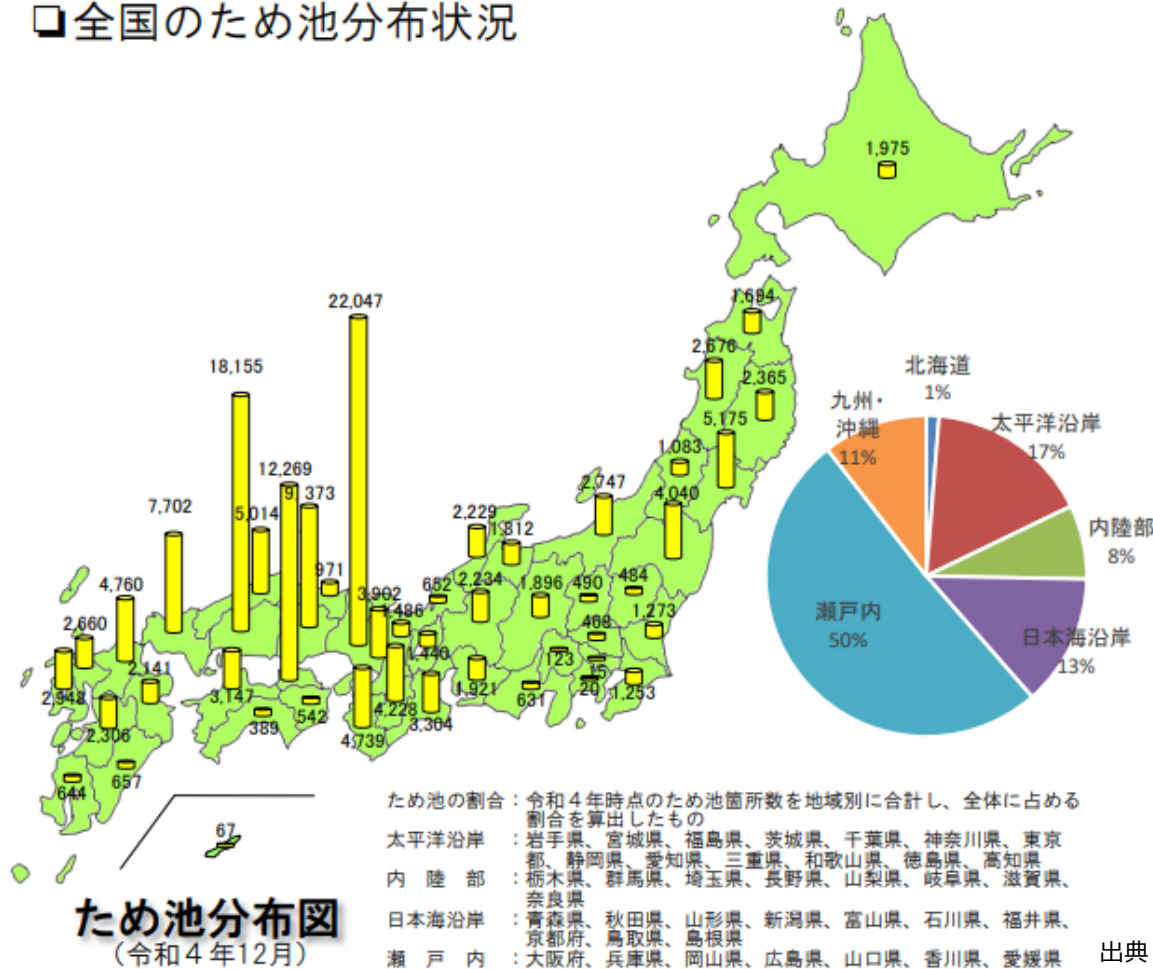 ❑全国のため池分布状況
1,975
22,047
1,694
18,155
2,676
2,365
5,175
1,083
12,269
9,373
2,747
4,040
7,702
5,014
2,229
1,812
971
4,760
3,902
652
2,234
1,896
490
484
1,486
2,660
1,273
468
1,440
123
15
2,141
2,948
3,147
1,921
631
20
1,253
542
4,228
3,304
389
2,306
4,739
657
644
67
北海道
1%
九州・
沖縄
11%
太平洋沿岸
17%
内陸部
8%
瀬戸内
50%
日本海沿岸
13%
ため池の割合：令和４年時点のため池箇所数を地域別に合計し、全体に占める
割合を算出したもの
太平洋沿岸　：岩手県、宮城県、福島県、茨城県、千葉県、神奈川県、東京
都、静岡県、愛知県、三重県、和歌山県、徳島県、高知県
内　陸　部　：栃木県、群馬県、埼玉県、長野県、山梨県、岐阜県、滋賀県、
奈良県
日本海沿岸　：青森県、秋田県、山形県、新潟県、富山県、石川県、福井県、
京都府、鳥取県、島根県
瀬　戸　内　：大阪府、兵庫県、岡山県、広島県、山口県、香川県、愛媛県
ため池分布図
（令和４年12月）
出典